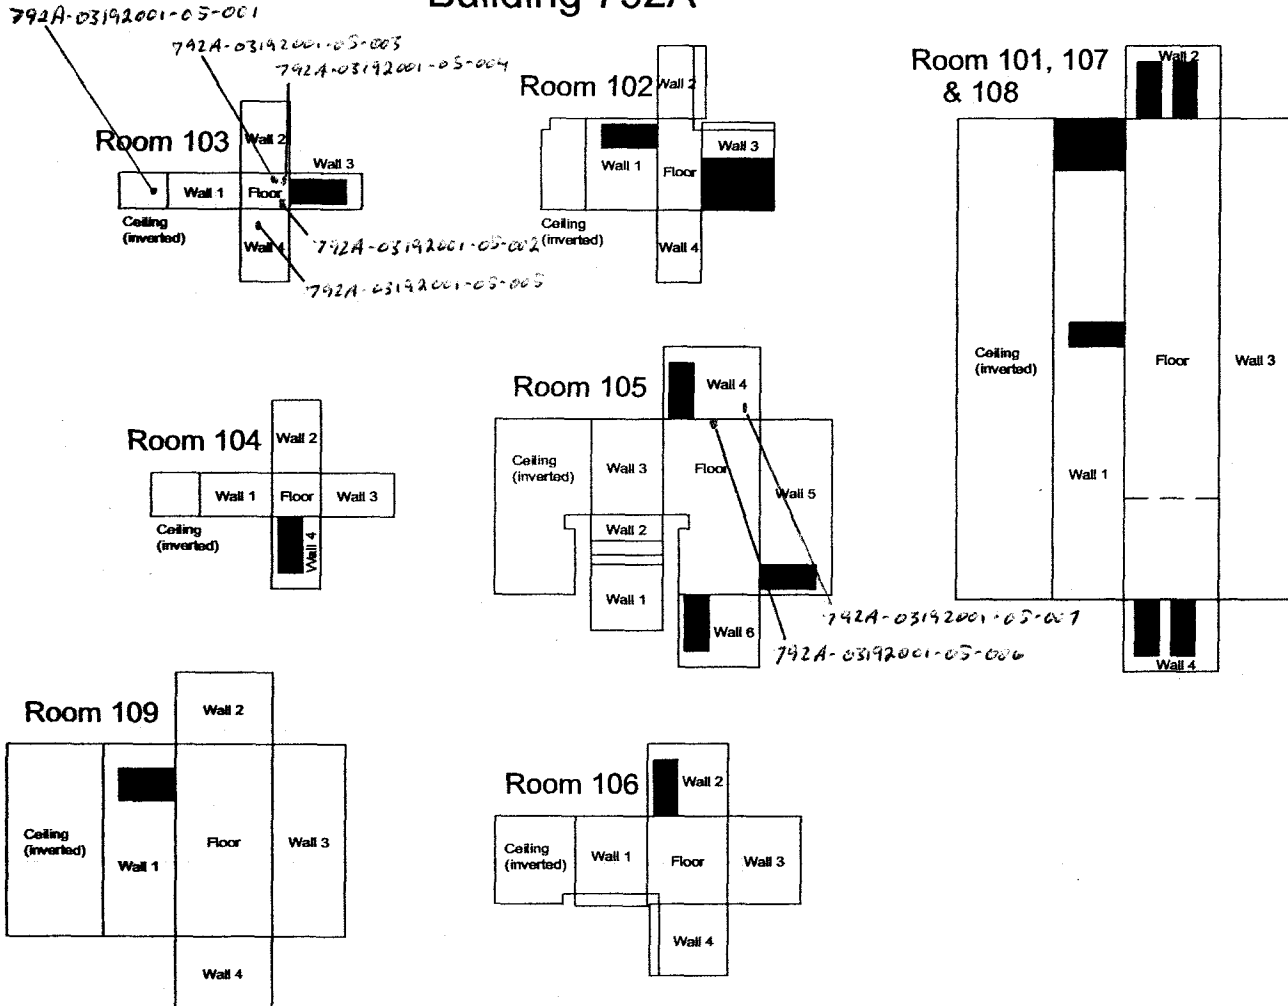 Building 792A
792A-03192001-05-001
792A-03192001-05-003
792A-03192001-05-004
Room 103
Wall 2
Wall 3
Wall 1
Floor
Ceiling
(inverted)
Wall 4
792A-03192001-05-002
792A-03192001-05-005
Room 102
Wall 2
Wall 3
Wall 1
Floor
Ceiling
(inverted)
Wall 4
Room 101, 107
& 108
Wall 2
Ceiling
(inverted)
Floor
Wall 3
Wall 1
Wall 4
Room 104
Wall 2
Wall 1
Floor
Wall 3
Ceiling
(inverted)
Wall 4
Room 105
Wall 4
Ceiling
(inverted)
Wall 3
Floor
Wall 5
Wall 2
Wall 1
Wall 6
792A-03192001-05-007
792A-03192001-05-006
Room 109
Wall 2
Ceiling
(inverted)
Wall 1
Floor
Wall 3
Wall 4
Room 106
Wall 2
Ceiling
(inverted)
Wall 1
Floor
Wall 3
Wall 4